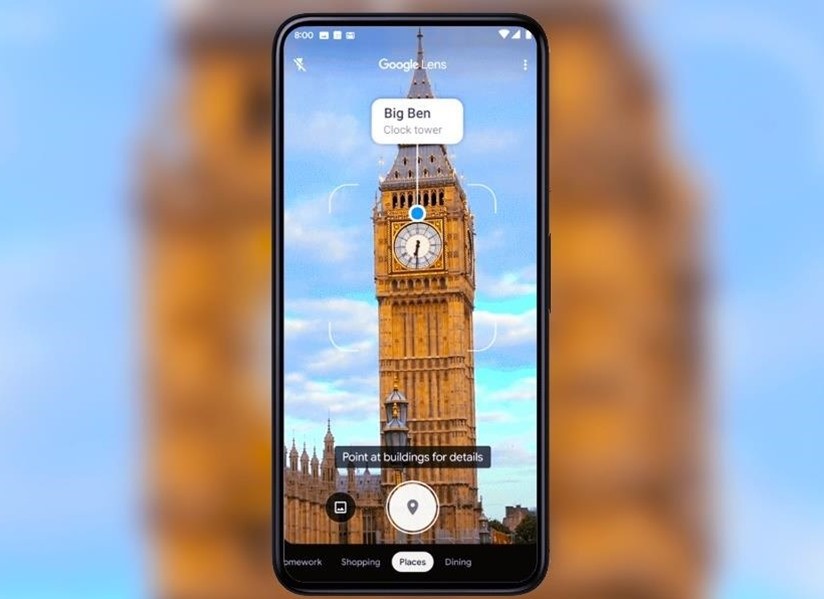 8:00
Google Lens
Big Ben
Clock tower
Point at buildings for details
omework Shopping Places Dining